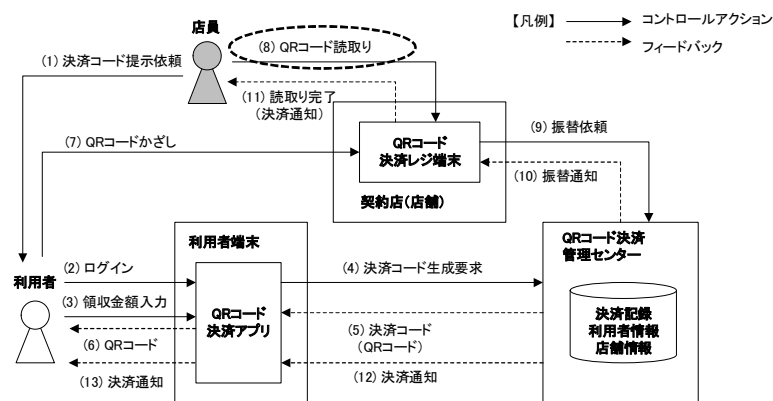 店員
【凡例】
コントロールアクション
フィードバック
(8) QRコード読取り
(1) 決済コード提示依頼
(11) 読取り完了
(決済通知)
(7) QRコードかざし
QRコード
決済レジ端末
(9) 振替依頼
(10) 振替通知
契約店(店舗)
利用者端末
QRコード決済
管理センター
利用者
(2) ログイン
(4) 決済コード生成要求
(3) 領収金額入力
QRコード
決済アプリ
(5) 決済コード
(QRコード)
決済記録
利用者情報
店舗情報
(6) QRコード
(12) 決済通知
(13) 決済通知